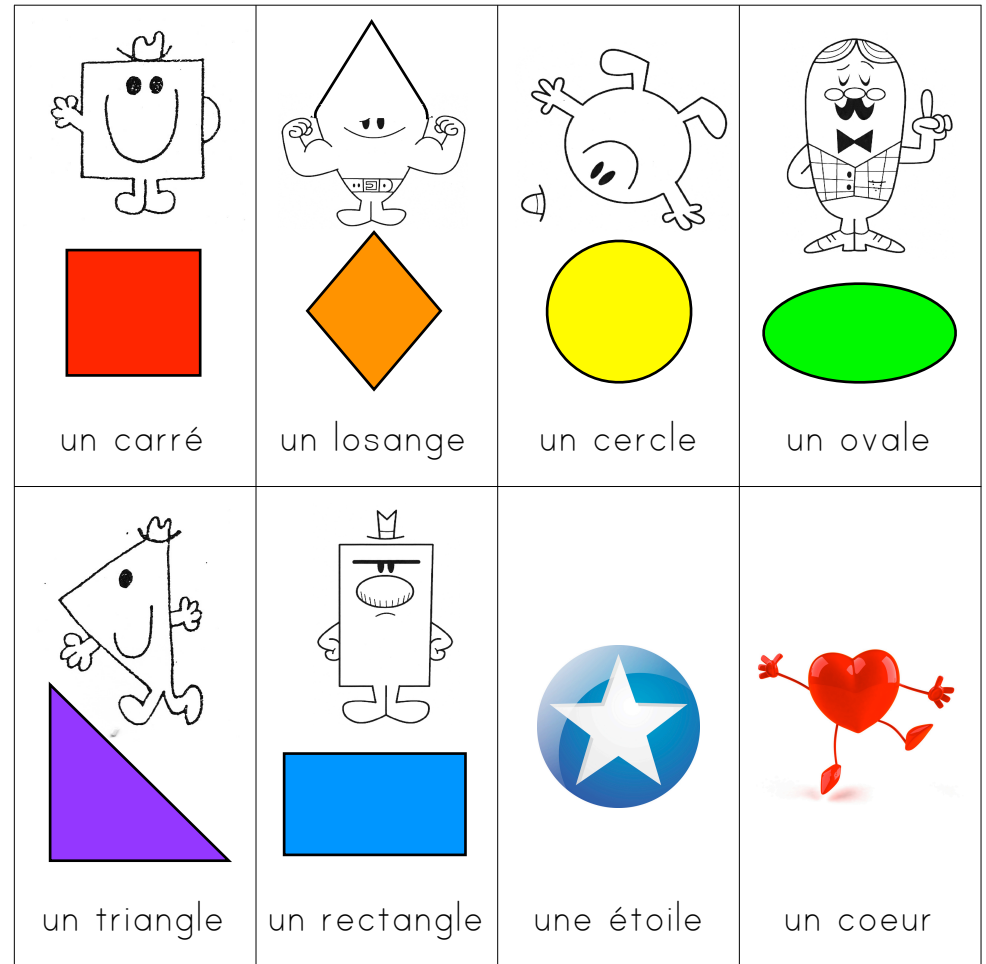 un carré
un losange
un cercle
un ovale
un triangle
un rectangle
une étoile
un coeur